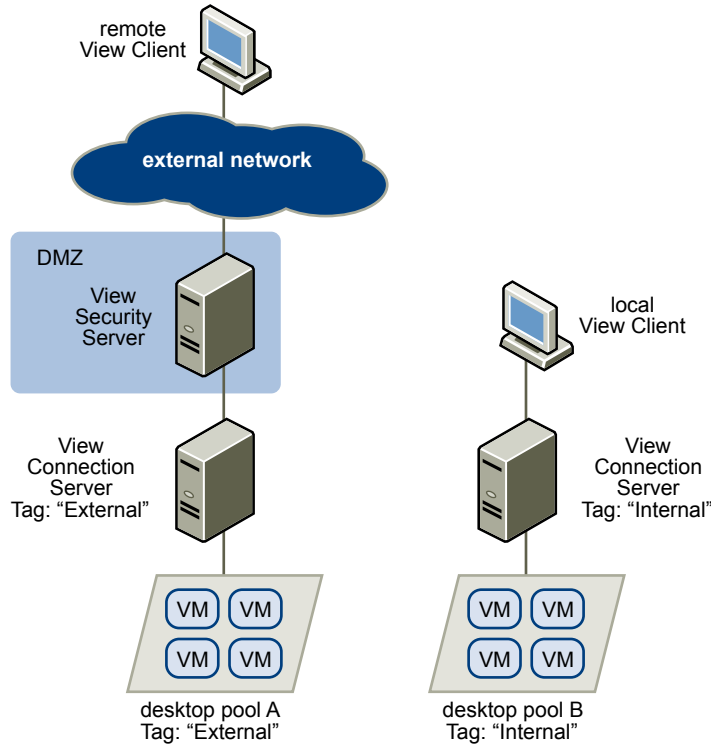 remote
View Client
external network
DMZ
View
Security
Server
local
View Client
View
Connection
Server
Tag: “External”
View
Connection
Server
Tag: “Internal”
VM VM
VM VM
VM VM
VM VM
desktop pool A
Tag: “External”
desktop pool B
Tag: “Internal”